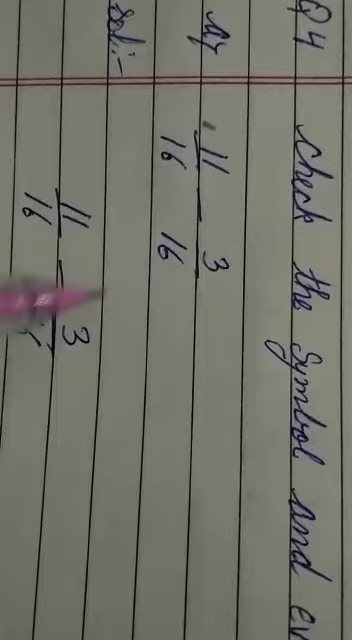 Q4 Check the symbol and ev
a) 11/16 - 3/16
Sol:-
11/16 - 3